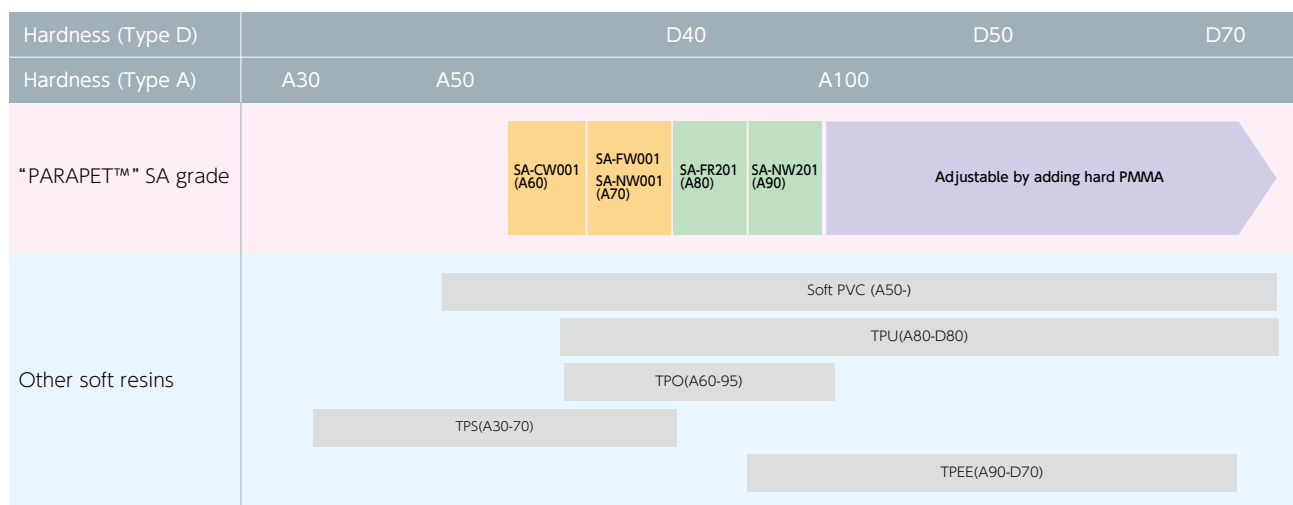 Hardness (Type D) D40 D50 D70
Hardness (Type A) A30 A50 A100
“PARAPET™” SA grade
SA-CW001
(A60)
SA-FW001
SA-NW001
(A70)
SA-FR201
(A80)
SA-NW201
(A90)
Adjustable by adding hard PMMA
Other soft resins
Soft PVC (A50-)
TPU(A80-D80)
TPO(A60-95)
TPS(A30-70)
TPEE(A90-D70)